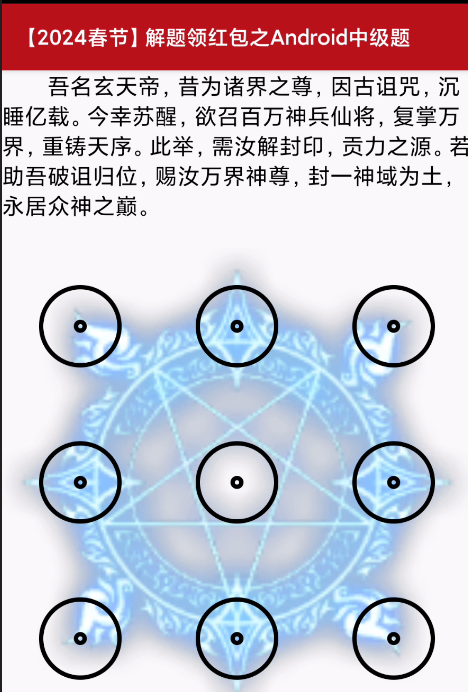 【2024春节】解题领红包之Android中级题
吾名玄天帝，昔为诸界之尊，因古诅咒，沉
睡亿载。今幸苏醒，欲召百万神兵仙将，复掌万
界，重铸天序。此举，需汝解封印，贡力之源。若
助吾破诅归位，赐汝万界神尊，封一神域为土，
永居众神之巅。